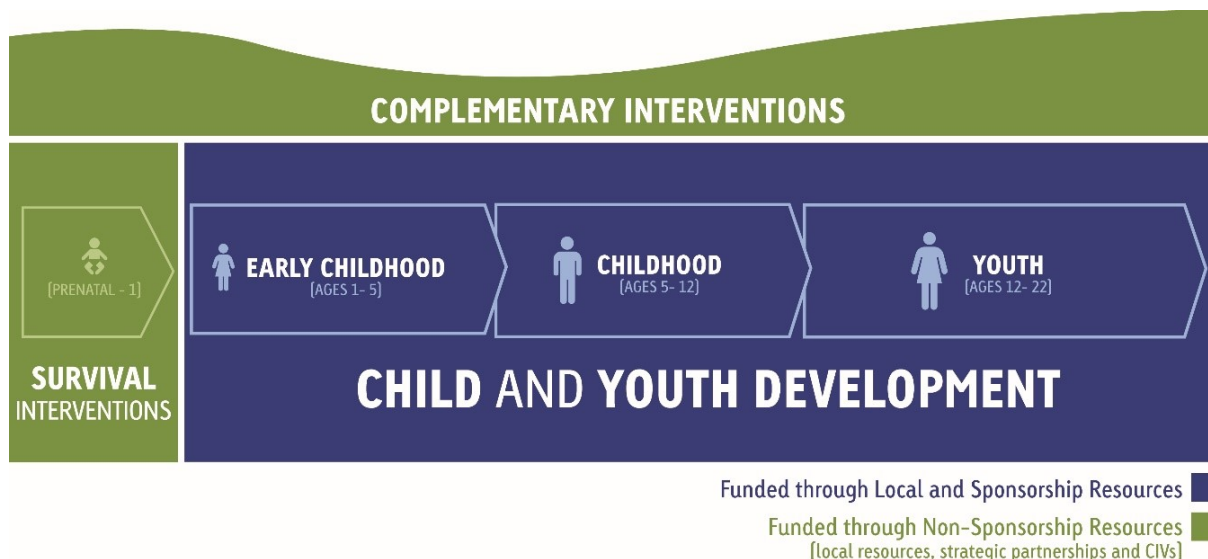 COMPLEMENTARY INTERVENTIONS
(PRENATAL - 1)
EARLY CHILDHOOD
(AGES 1- 5)
CHILDHOOD
(AGES 5- 12)
YOUTH
(AGES 12- 22)
SURVIVAL
INTERVENTIONS
CHILD AND YOUTH DEVELOPMENT
Funded through Local and Sponsorship Resources
Funded through Non-Sponsorship Resources
(local resources, strategic partnerships and CIVs)